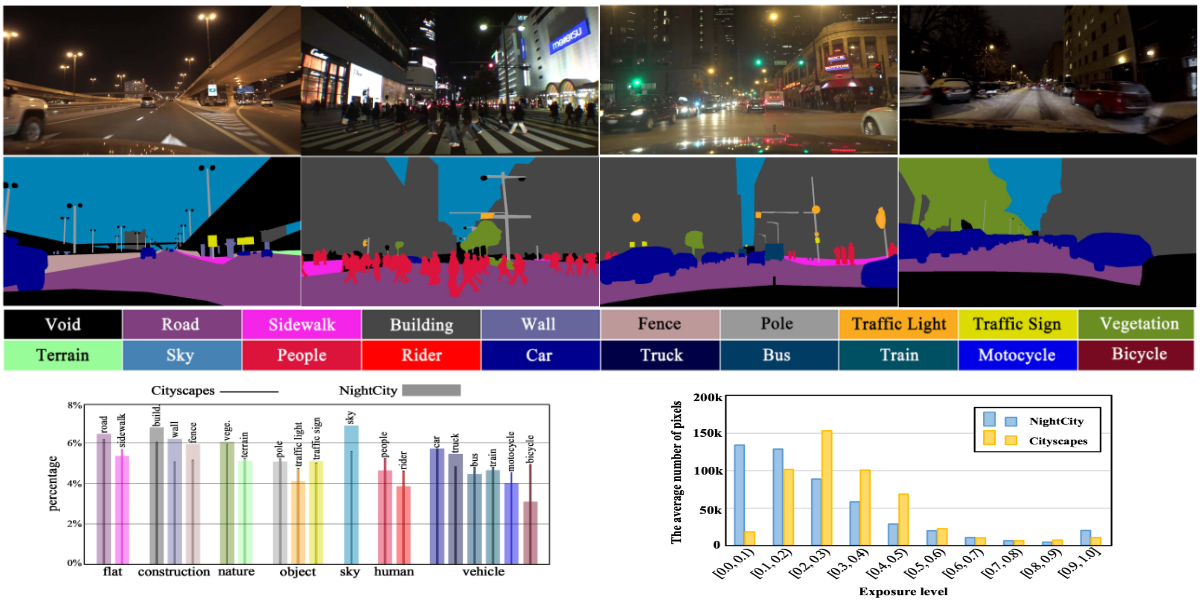 Void Road Sidewalk Building Wall Fence Pole Traffic Light Traffic Sign Vegetation
Terrain Sky People Rider Car Truck Bus Train Motocycle Bicycle
Cityscapes NightCity
8%
6%
4%
2%
0%
percentage
road
sidewalk
build.
wall
fence
vege.
terrain
pole
traffic light
traffic sign
sky
people
rider
car
truck
bus
train
motocycle
bicycle
flat construction nature object sky human vehicle
200k
150k
100k
50k
0
The average number of pixels
NightCity
Cityscapes
[0.0, 0.1) [0.1, 0.2) [0.2, 0.3) [0.3, 0.4) [0.4, 0.5) [0.5, 0.6) [0.6, 0.7) [0.7, 0.8) [0.8, 0.9) [0.9, 1.0]
Exposure level